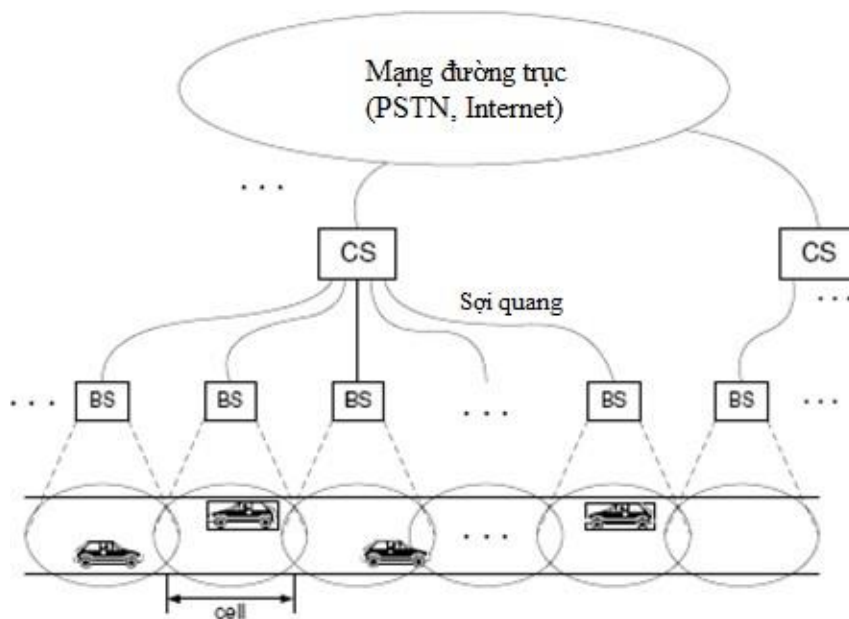 Mạng đường trục
(PSTN, Internet)
. . .
CS
CS
Sợi quang
. . .
. . .
BS
BS
BS
. . .
BS
BS
. . .
. . .
cell